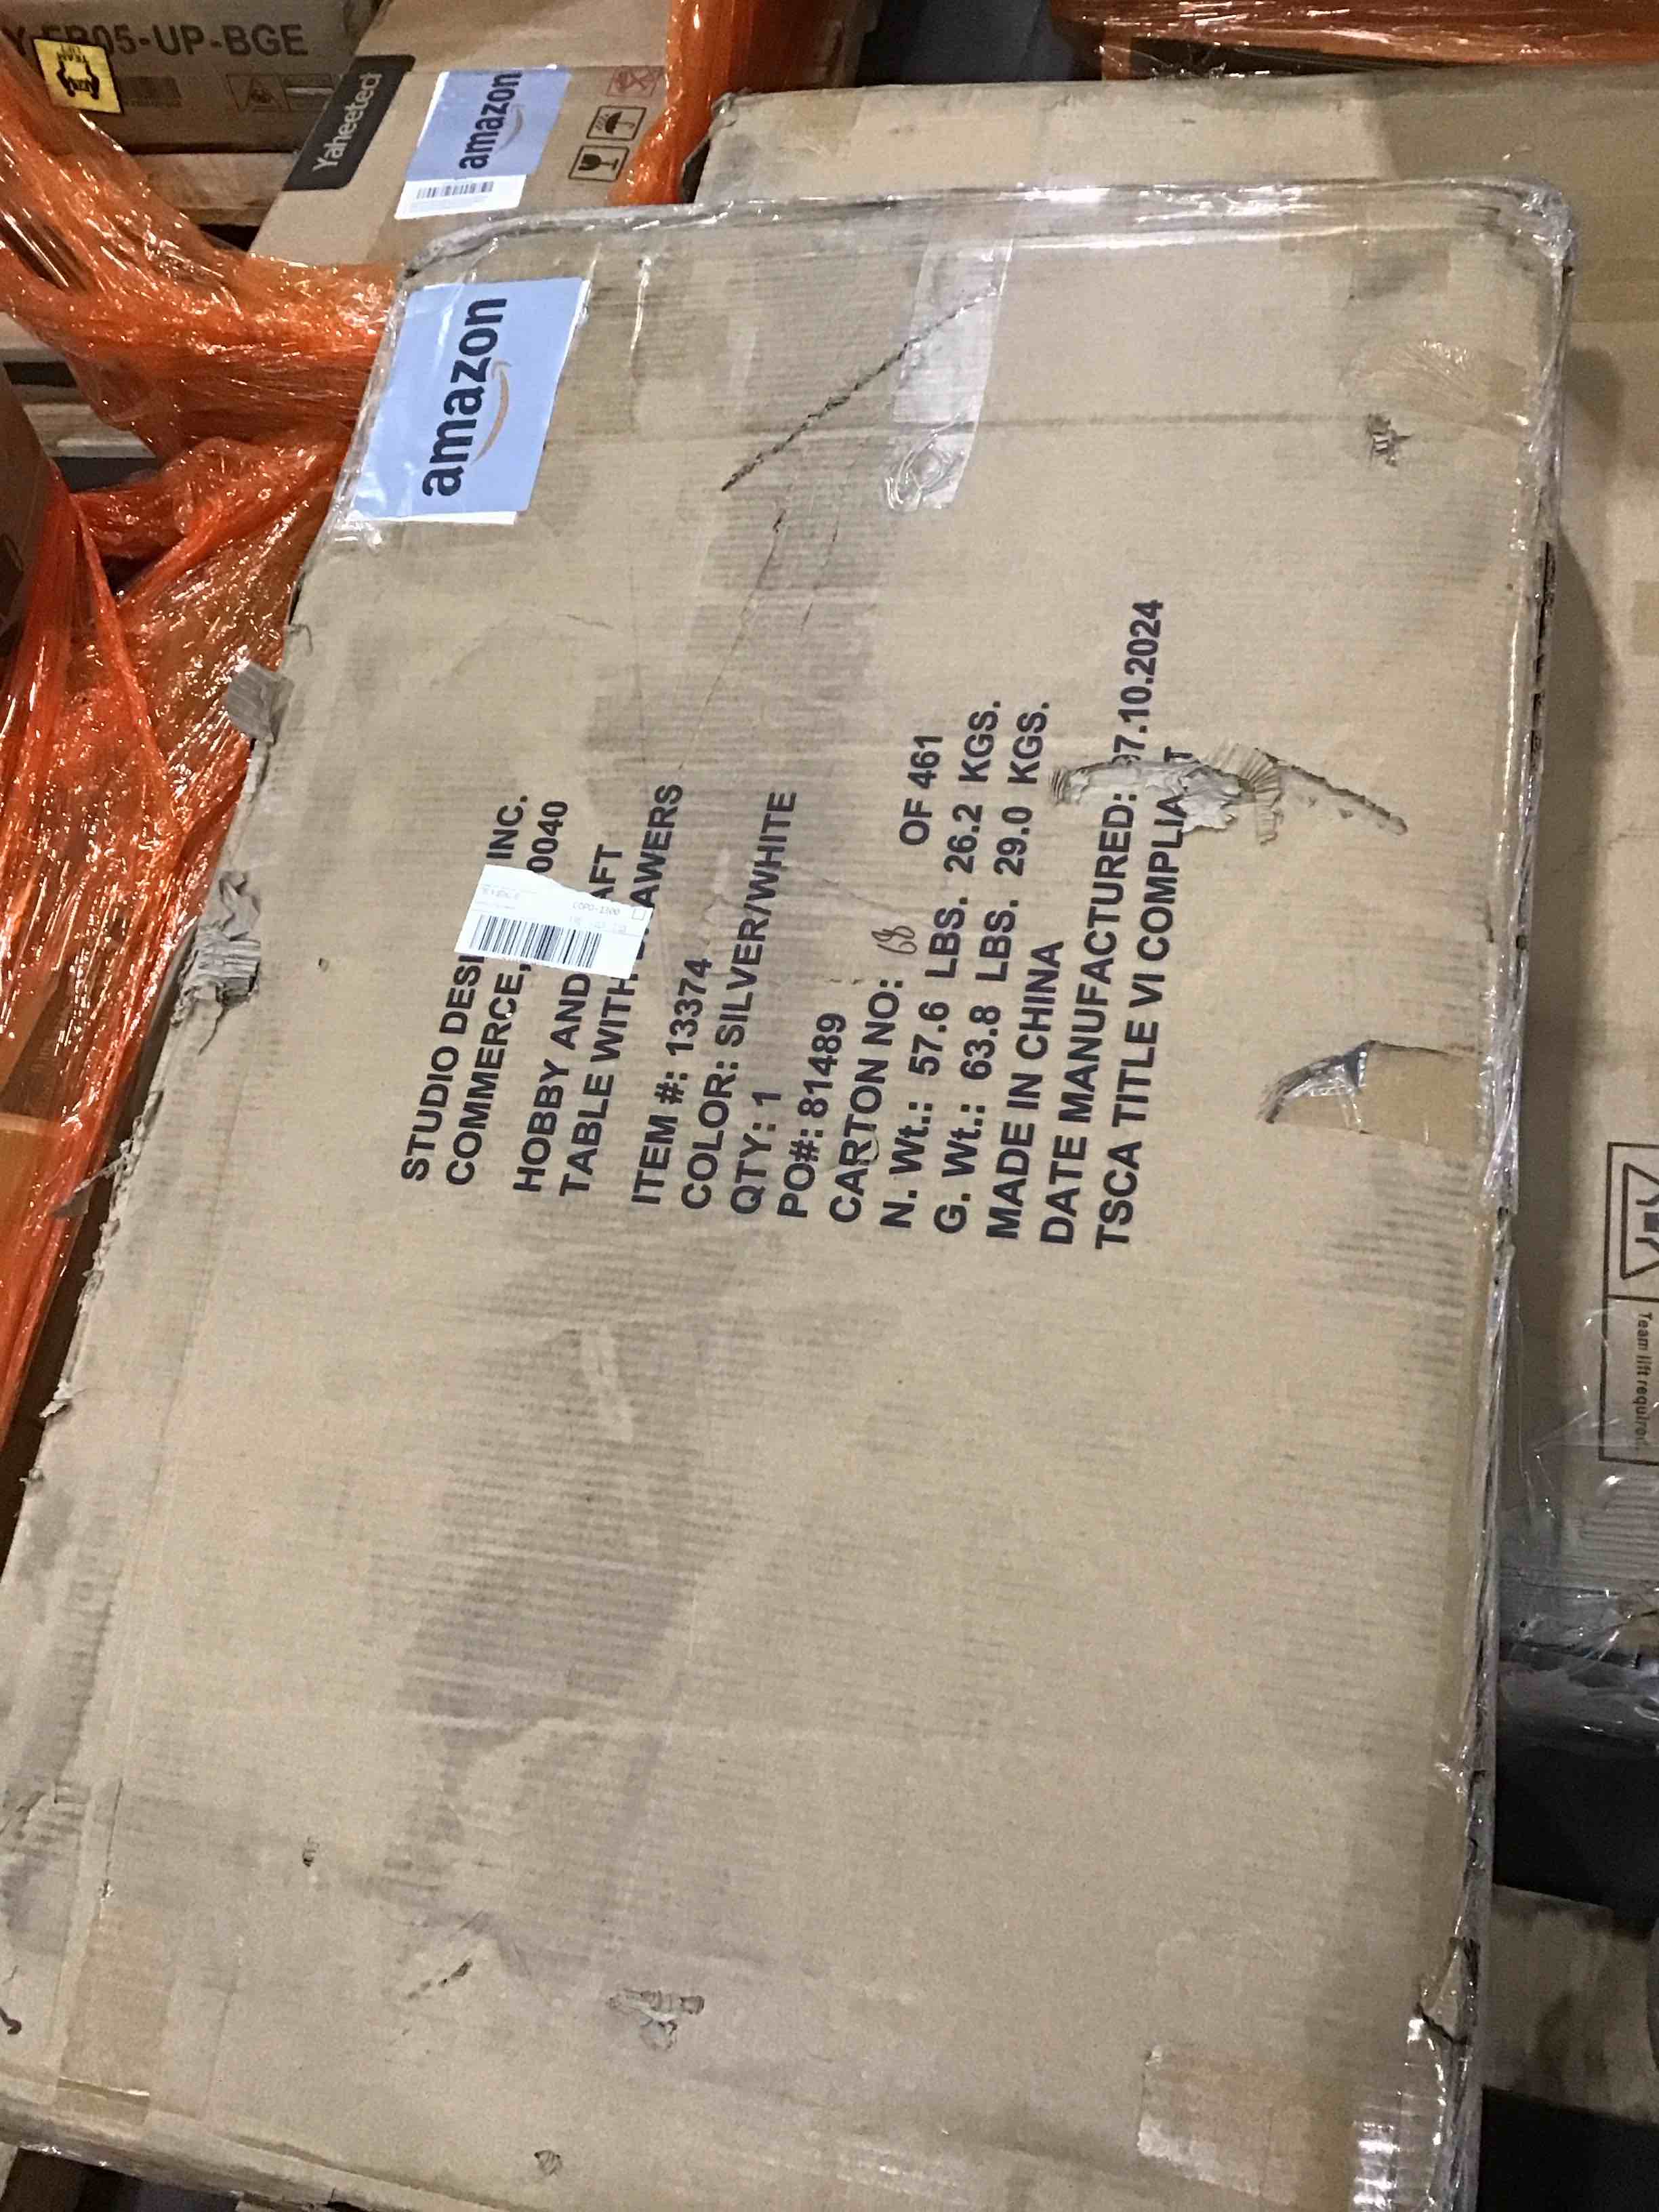 05-UP-BGE
Yaheetech
amazon
amazon
STUDIO DESI INC.
COMMERCE, 0040
HOBBY AND AFT
TABLE WITH AWERS
ITEM #: 13374
COLOR: SILVER/WHITE
QTY: 1
PO#: 81489
CARTON NO: 68 OF 461
N. Wt.: 57.6 LBS. 26.2 KGS.
G. Wt.: 63.8 LBS. 29.0 KGS.
MADE IN CHINA
DATE MANUFACTURED: 07.10.2024
TSCA TITLE VI COMPLIA T
Team lift required.